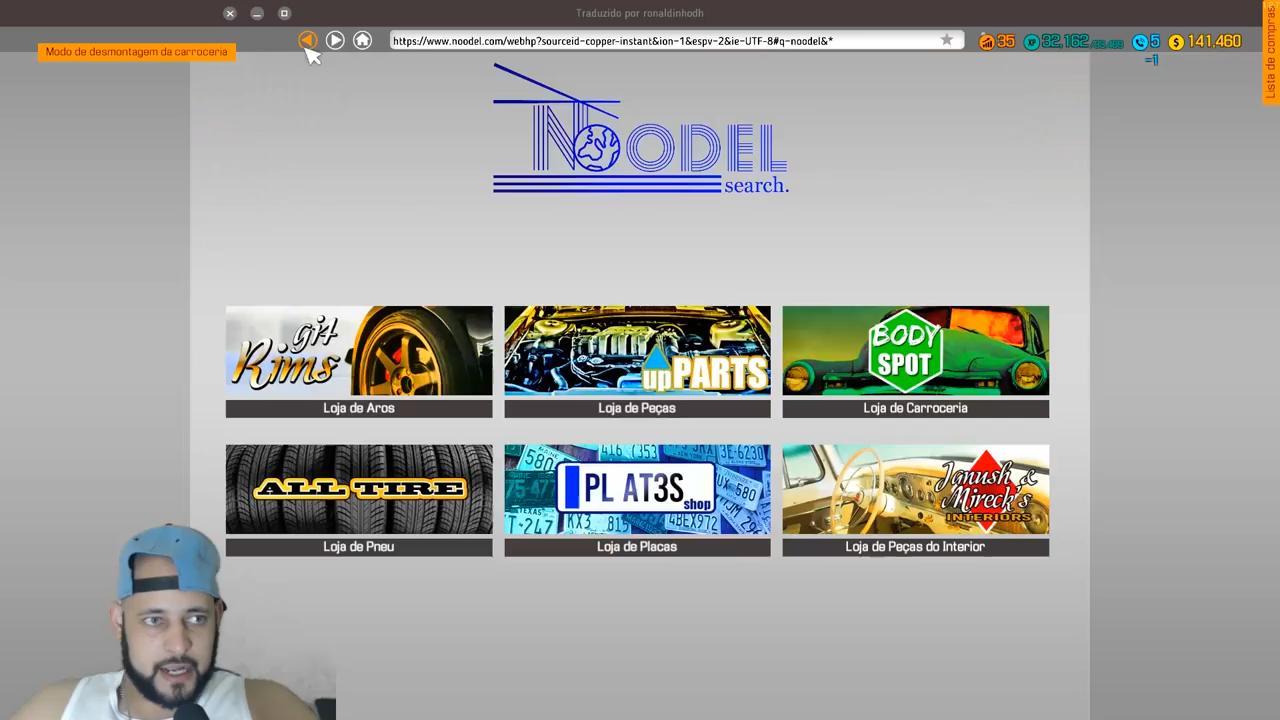 Traduzido por ronaldinhodh
Modo de desmontagem da carroceria
https://www.noodel.com/webhp?sourceid-copper-instant&ion-1&espv-2&ie-UTF-8#q-noodel&*
35
XP 32,162
5
-1
$ 141,460
Lista de compras
NOODEL
search.
gj4 Rims
upPARTS
BODY SPOT
Loja de Aros
Loja de Peças
Loja de Carroceria
ALL TIRE
PL AT3S shop
Janush & Mireck's INTERIORS
Loja de Pneu
Loja de Placas
Loja de Peças do Interior